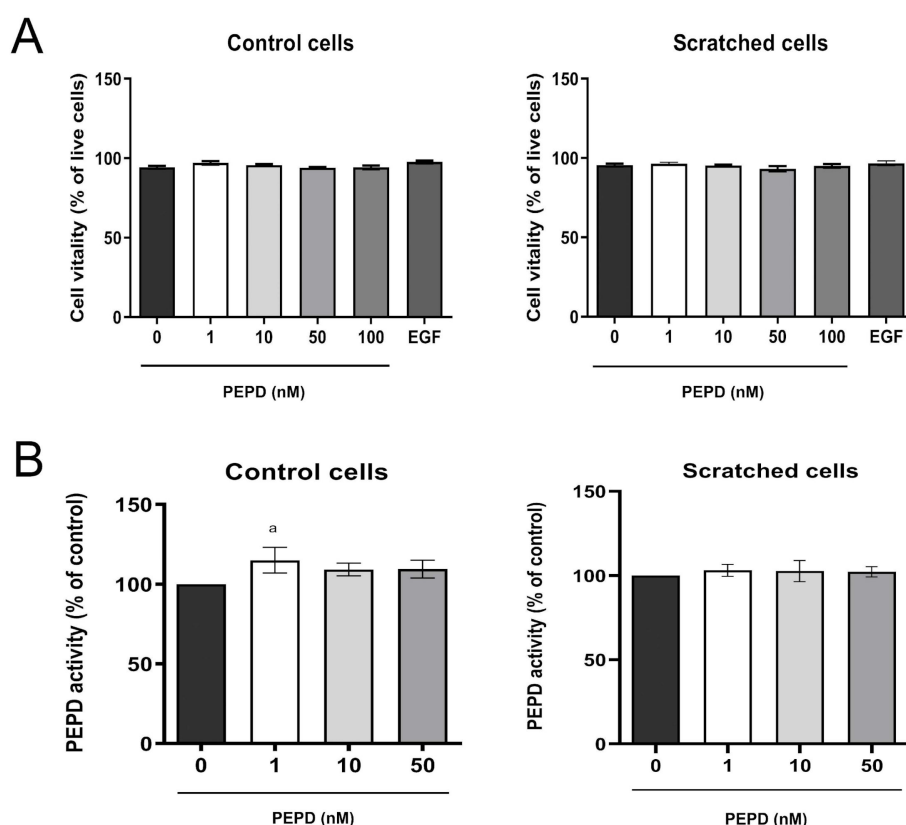 A
Control cells
Cell vitality (% of live cells)
150
100
50
0
0 1 10 50 100 EGF
PEPD (nM)
Scratched cells
Cell vitality (% of live cells)
150
100
50
0
0 1 10 50 100 EGF
PEPD (nM)
B
Control cells
PEPD activity (% of control)
150
100
50
0
a
0 1 10 50
PEPD (nM)
Scratched cells
PEPD activity (% of control)
150
100
50
0
0 1 10 50
PEPD (nM)